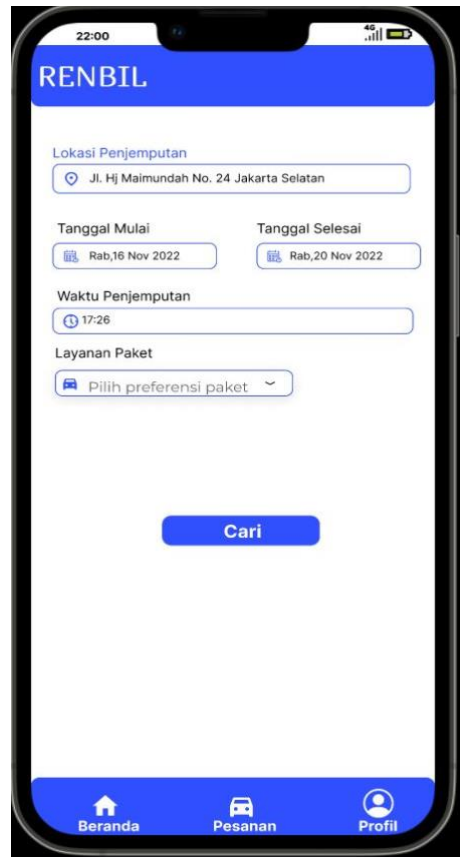 22:00 4G
RENBIL
Lokasi Penjemputan
Jl. Hj Maimundah No. 24 Jakarta Selatan
Tanggal Mulai Tanggal Selesai
Rab,16 Nov 2022 Rab,20 Nov 2022
Waktu Penjemputan
17:26
Layanan Paket
Pilih preferensi paket
Cari
Beranda Pesanan Profil